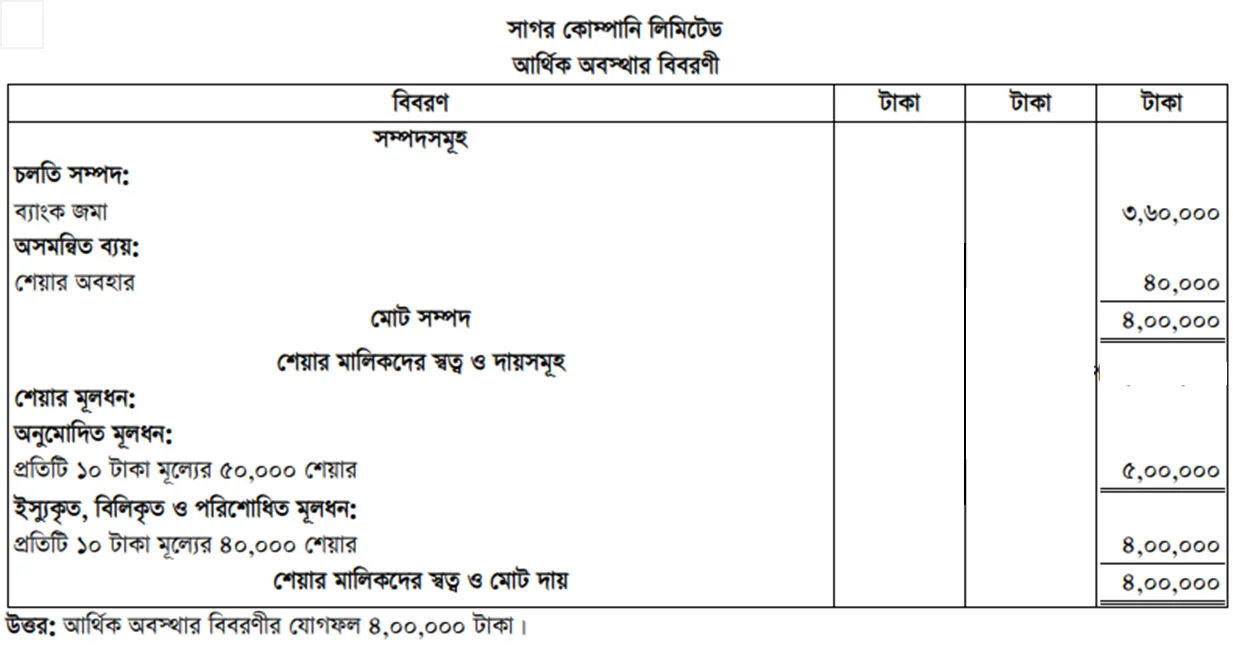 সাগর কোম্পানি লিমিটেড
আর্থিক অবস্থার বিবরণী
বিবরণ টাকা টাকা টাকা
সম্পদসমূহ
চলতি সম্পদ:
ব্যাংক জমা ৩,৬০,০০০
অসমন্বিত ব্যয়:
শেয়ার অবহার ৪০,০০০
মোট সম্পদ ৪,০০,০০০
শেয়ার মালিকদের স্বত্ব ও দায়সমূহ
শেয়ার মূলধন:
অনুমোদিত মূলধন:
প্রতিটি ১০ টাকা মূল্যের ৫০,০০০ শেয়ার ৫,০০,০০০
ইস্যুকৃত, বিলিকৃত ও পরিশোধিত মূলধন:
প্রতিটি ১০ টাকা মূল্যের ৪০,০০০ শেয়ার ৪,০০,০০০
শেয়ার মালিকদের স্বত্ব ও মোট দায় ৪,০০,০০০
উত্তর: আর্থিক অবস্থার বিবরণীর যোগফল ৪,০০,০০০ টাকা।